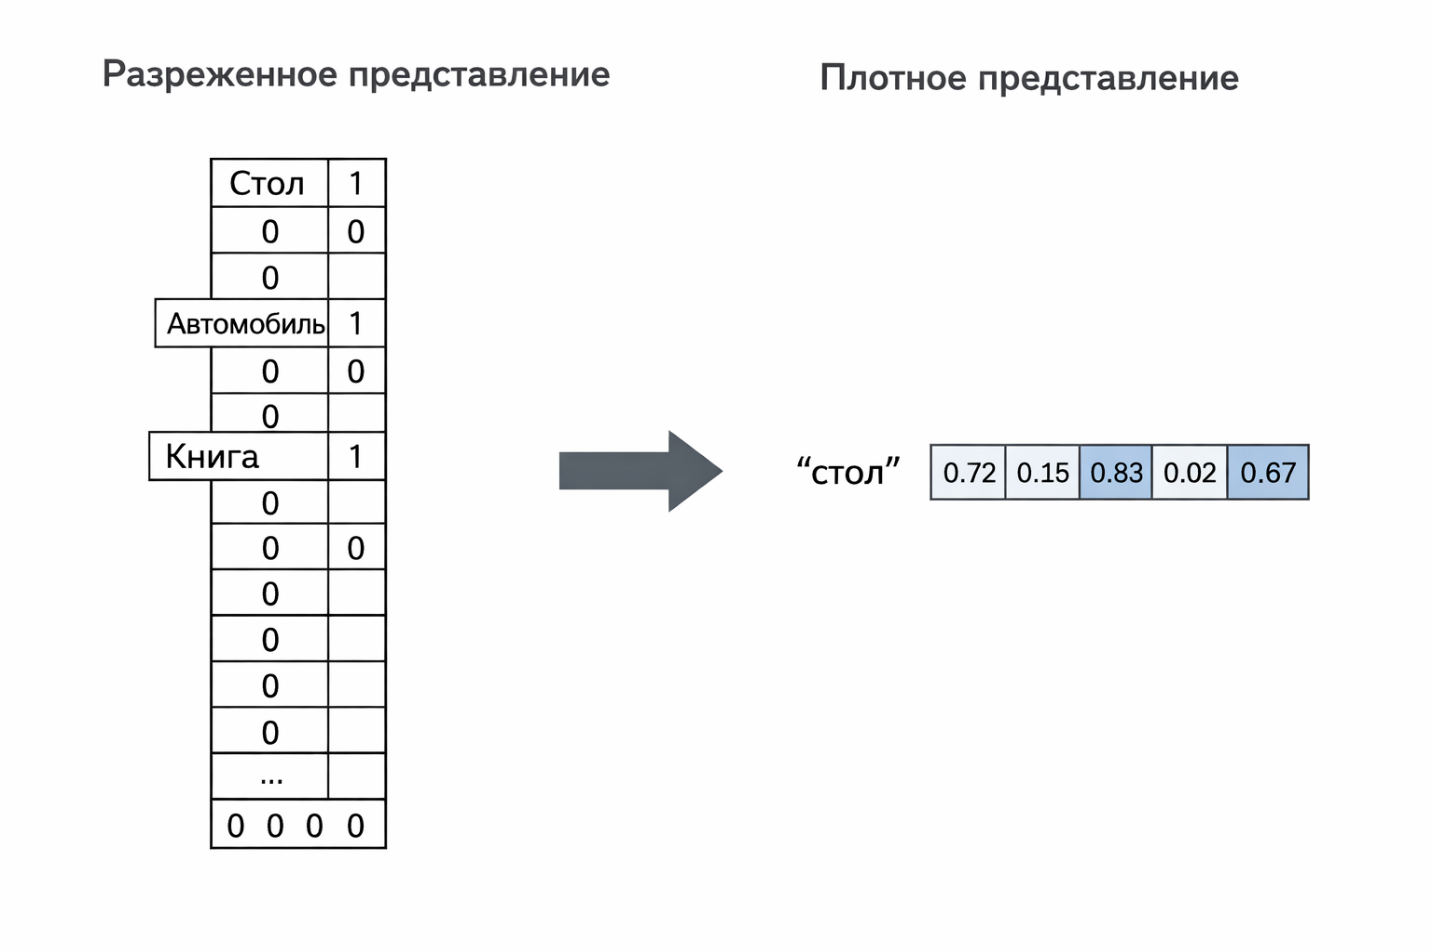 Разреженное представление
Плотное представление
Стол 1
0 0
0
Автомобиль 1
0 0
0
Книга 1
0
0 0
0
0
0
0
...
0 0 0 0
“стол” 0.72 0.15 0.83 0.02 0.67